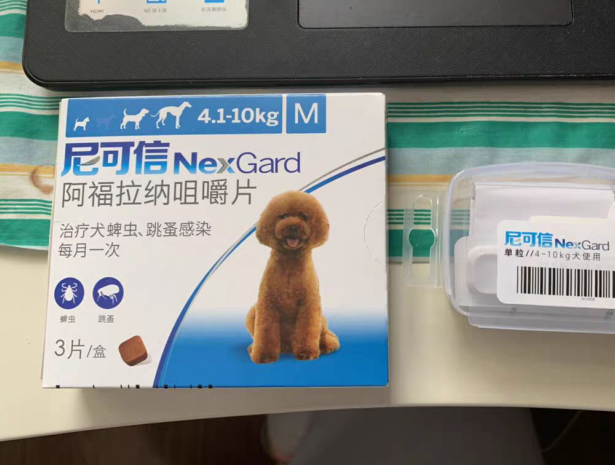 HDMI
4.1-10kg M
尼可信 NexGard
阿福拉纳咀嚼片
治疗犬蜱虫、跳蚤感染
每月一次
蜱虫 跳蚤
3片/盒
尼可信 NexGard
单粒//4-10kg犬使用